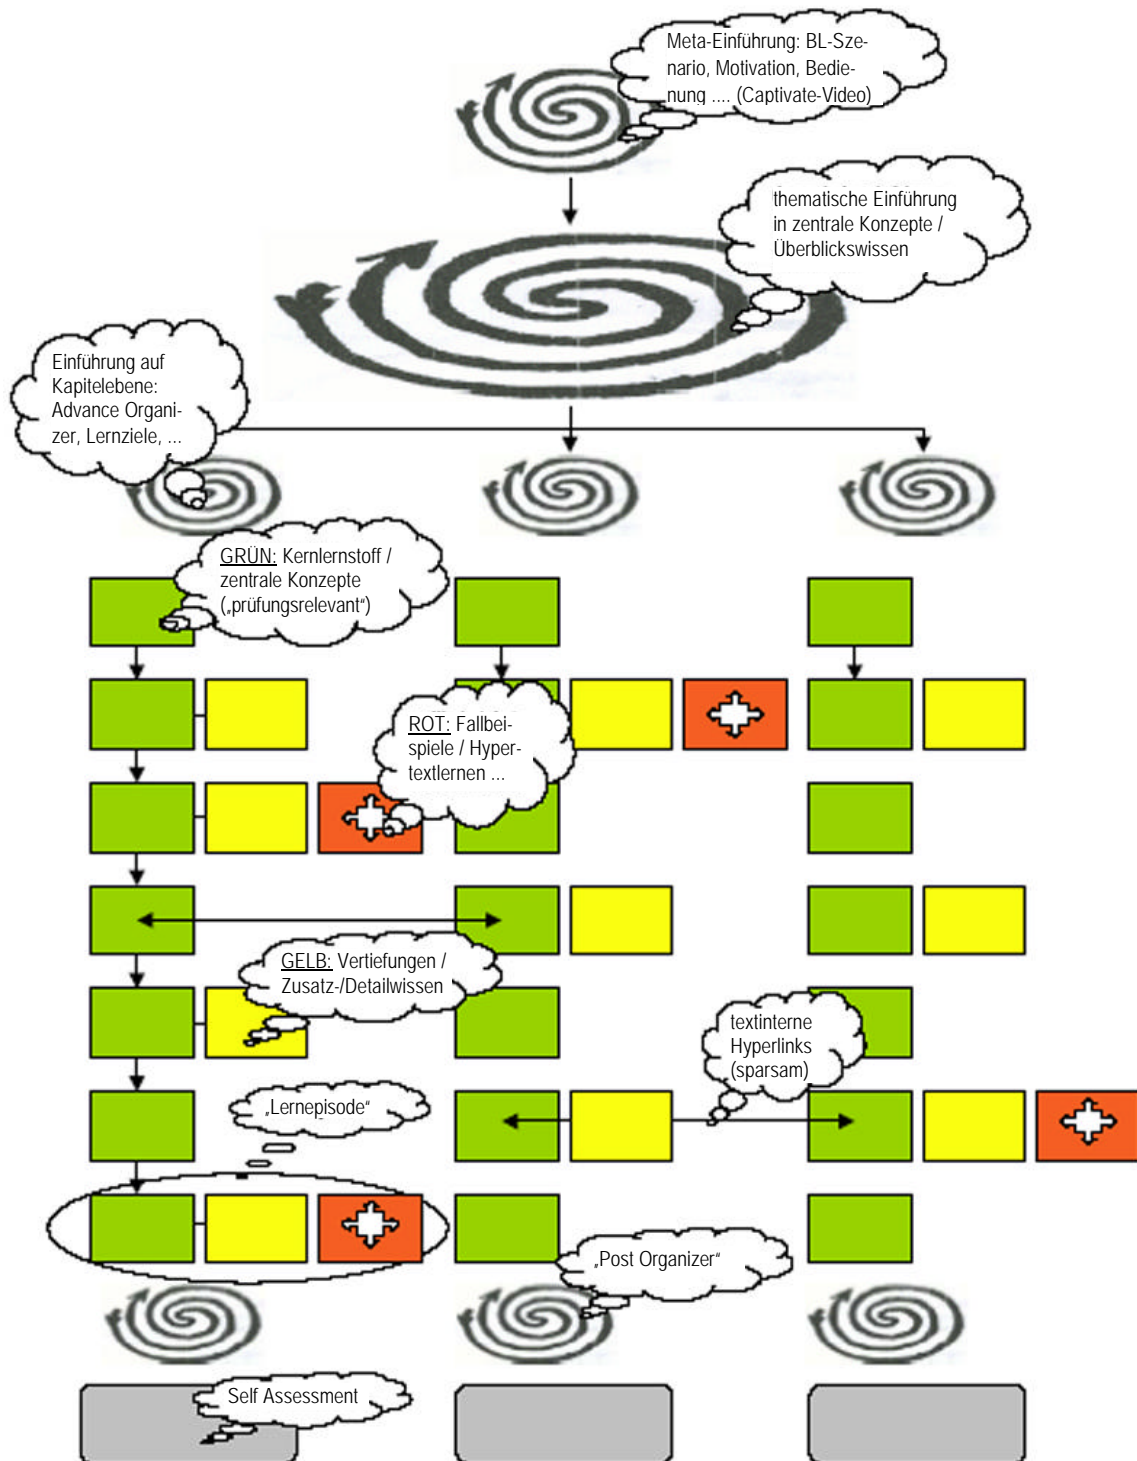 Meta-Einführung: BL-Sze-
nario, Motivation, Bedie-
nung .... (Captivate-Video)
thematische Einführung
in zentrale Konzepte /
Überblickswissen
Einführung auf
Kapitelebene:
Advance Organi-
zer, Lernziele, ...
GRÜN: Kernlernstoff /
zentrale Konzepte
(„prüfungsrelevant“)
ROT: Fallbei-
spiele / Hyper-
textlernen ...
GELB: Vertiefungen /
Zusatz-/Detailwissen
textinterne
Hyperlinks
(sparsam)
„Lernepisode“
„Post Organizer“
Self Assessment